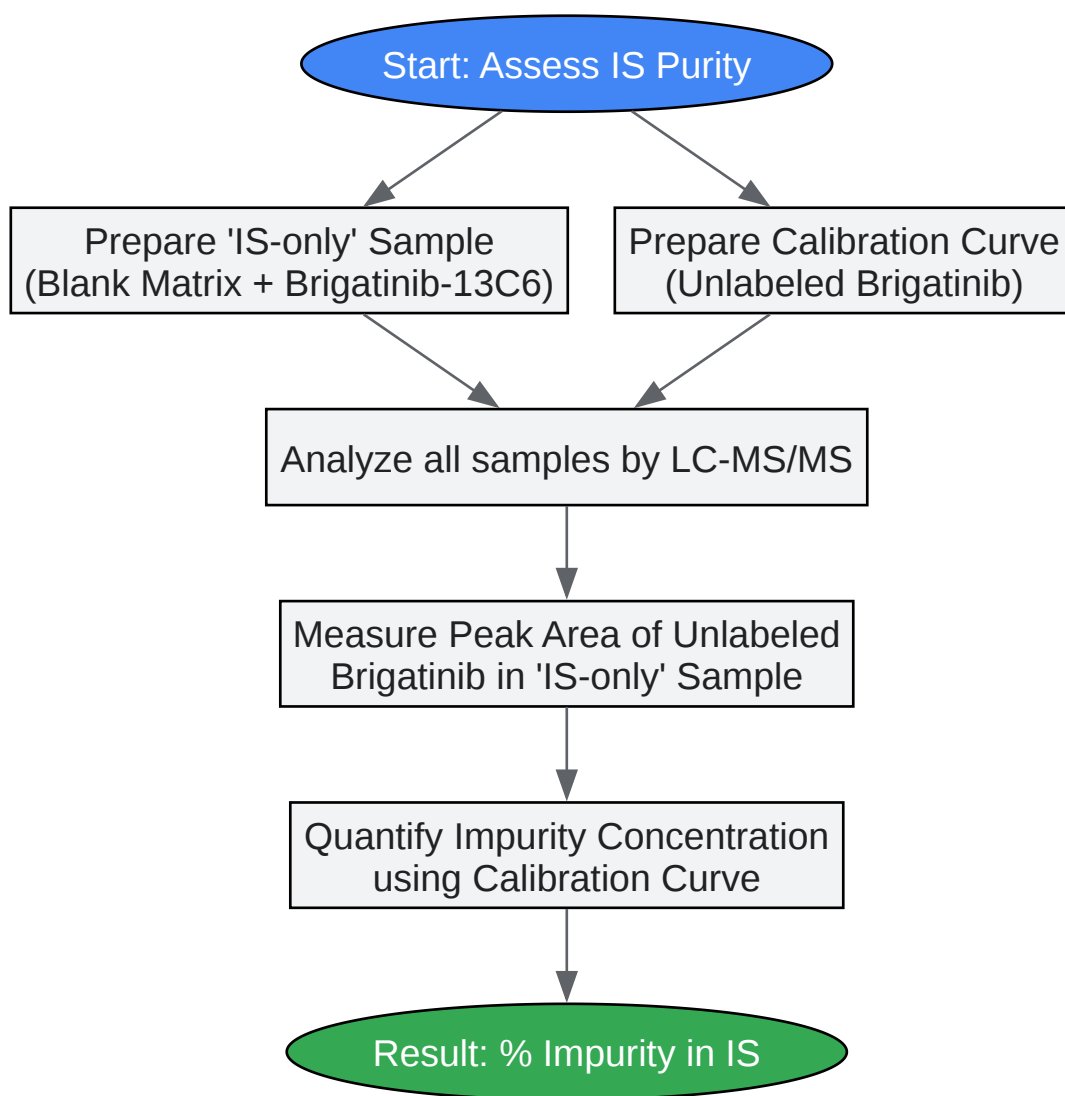 Start: Assess IS Purity
Prepare 'IS-only' Sample
(Blank Matrix + Brigatinib-13C6)
Prepare Calibration Curve
(Unlabeled Brigatinib)
Analyze all samples by LC-MS/MS
Measure Peak Area of Unlabeled
Brigatinib in 'IS-only' Sample
Quantify Impurity Concentration
using Calibration Curve
Result: % Impurity in IS